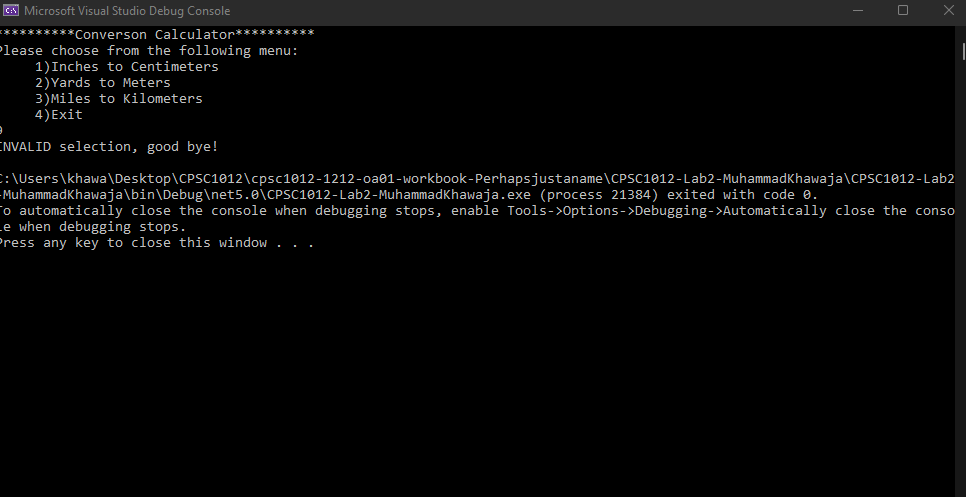 Microsoft Visual Studio Debug Console
**********Converson Calculator**********
Please choose from the following menu:
1)Inches to Centimeters
2)Yards to Meters
3)Miles to Kilometers
4)Exit
9
INVALID selection, good bye!
C:\Users\khawa\Desktop\CPSC1012\cpsc1012-1212-oa01-workbook-Perhapsjustaname\CPSC1012-Lab2-MuhammadKhawaja\CPSC1012-Lab2
-MuhammadKhawaja\bin\Debug\net5.0\CPSC1012-Lab2-MuhammadKhawaja.exe (process 21384) exited with code 0.
To automatically close the console when debugging stops, enable Tools->Options->Debugging->Automatically close the conso
le when debugging stops.
Press any key to close this window . . .